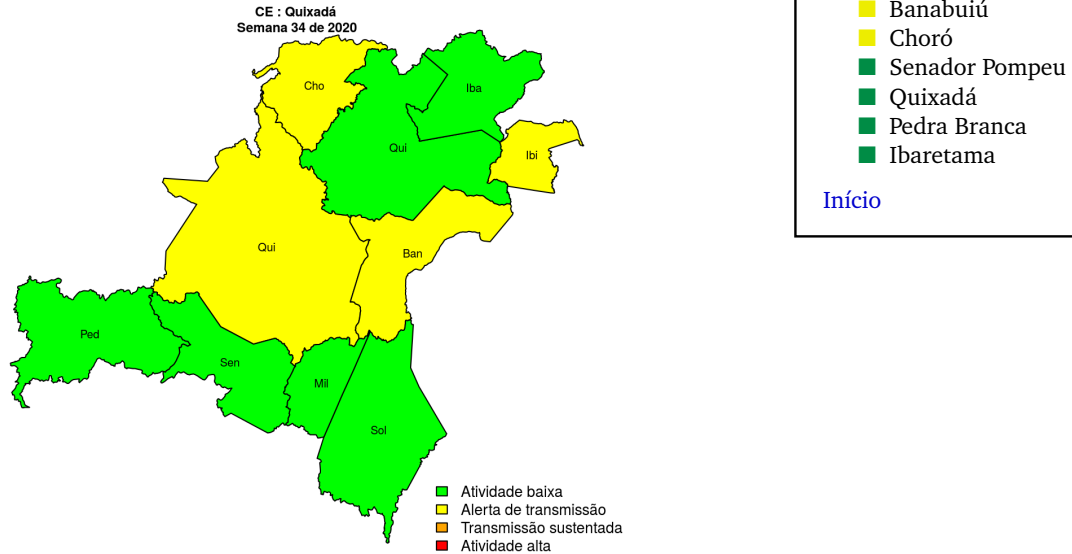 CE : Quixadá
Semana 34 de 2020
Cho
Iba
Qui
Ibi
Qui
Ban
Ped
Sen
Mil
Sol
Atividade baixa
Alerta de transmissão
Transmissão sustentada
Atividade alta
Banabuiú
Choró
Senador Pompeu
Quixadá
Pedra Branca
Ibaretama
Início